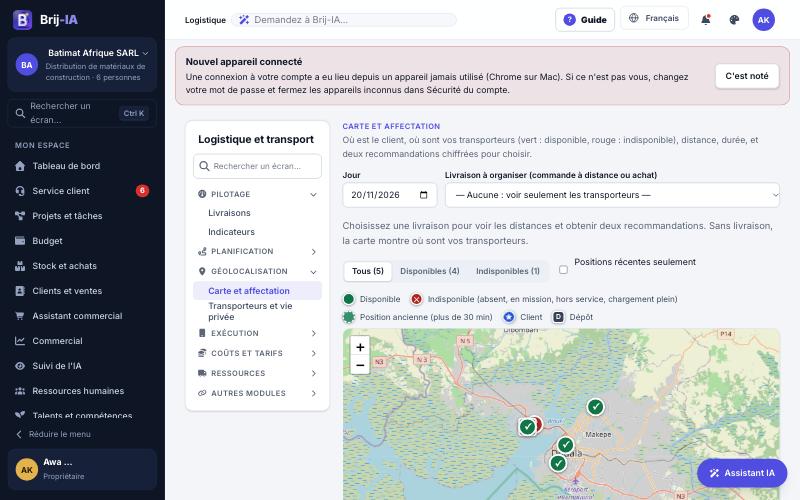 Brij-IA
BA
Batimat Afrique SARL
Distribution de matériaux de
construction · 6 personnes
Rechercher un
écran...
Ctrl K
MON ESPACE
Tableau de bord
Service client
6
Projets et tâches
Budget
Stock et achats
Clients et ventes
Assistant commercial
Commercial
Suivi de l'IA
Ressources humaines
Talents et compétences
Réduire le menu
AK
Awa ...
Propriétaire
Logistique
Demandez à Brij-IA...
? Guide
Français
AK
Nouvel appareil connecté
Une connexion à votre compte a eu lieu depuis un appareil jamais utilisé (Chrome sur Mac). Si ce n'est pas vous, changez
votre mot de passe et fermez les appareils inconnus dans Sécurité du compte.
C'est noté
Logistique et transport
Rechercher un écran...
PILOTAGE
Livraisons
Indicateurs
PLANIFICATION
GÉOLOCALISATION
Carte et affectation
Transporteurs et vie
privée
EXÉCUTION
COÛTS ET TARIFS
RESSOURCES
AUTRES MODULES
CARTE ET AFFECTATION
Où est le client, où sont vos transporteurs (vert : disponible, rouge : indisponible), distance, durée, et
deux recommandations chiffrées pour choisir.
Jour
Livraison à organiser (commande à distance ou achat)
20/11/2026
— Aucune : voir seulement les transporteurs —
Choisissez une livraison pour voir les distances et obtenir deux recommandations. Sans livraison,
la carte montre où sont vos transporteurs.
Tous (5)
Disponibles (4)
Indisponibles (1)
Positions récentes seulement
Disponible
Indisponible (absent, en mission, hors service, chargement plein)
Position ancienne (plus de 30 min)
Client
D Dépôt
+
−
N 5
N3
N3
N3
Makepe
Assistant IA